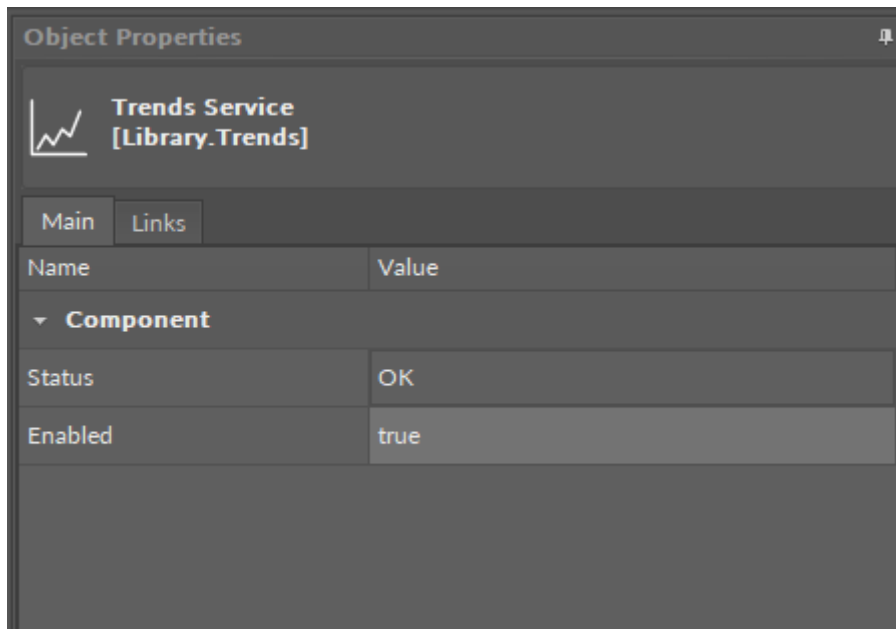 Object Properties
Trends Service
[Library.Trends]
Main Links
Name Value
Component
Status OK
Enabled true